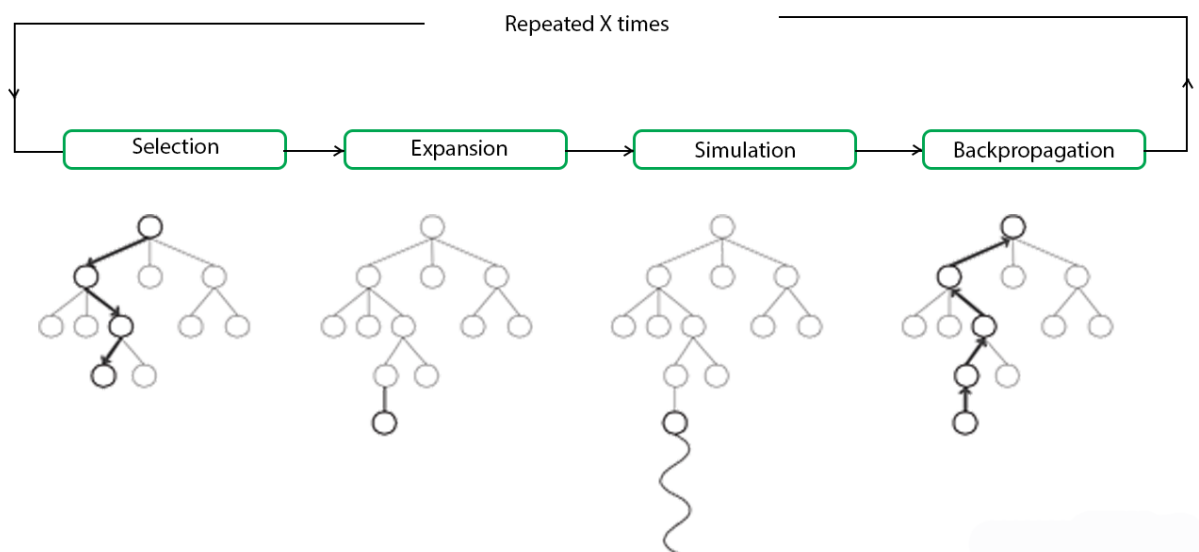 Repeated X times
Selection
Expansion
Simulation
Backpropagation